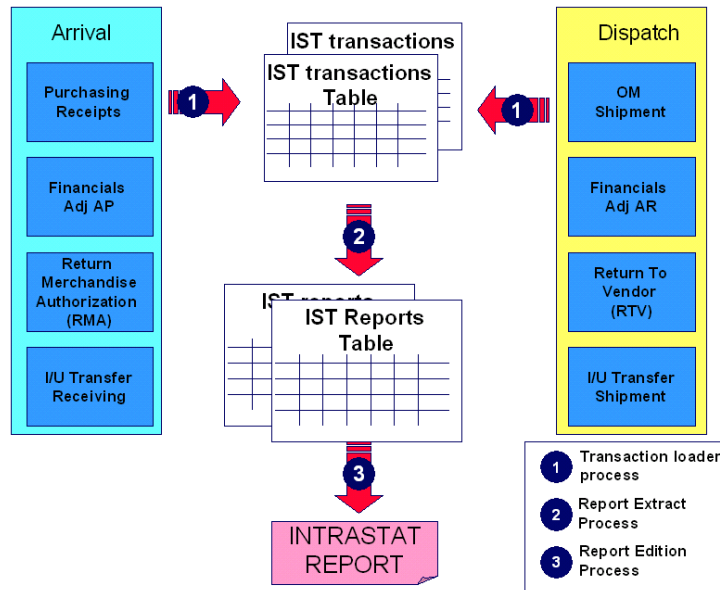 Arrival
Purchasing
Receipts
Financials
Adj AP
Return
Merchandise
Authorization
(RMA)
I/U Transfer
Receiving
1
IST transactions
IST transactions
Table
1
2
IST reports
IST Reports
Table
3
INTRASTAT
REPORT
Dispatch
OM
Shipment
Financials
Adj AR
Return To
Vendor
(RTV)
I/U Transfer
Shipment
1 Transaction loader
process
2 Report Extract
Process
3 Report Edition
Process